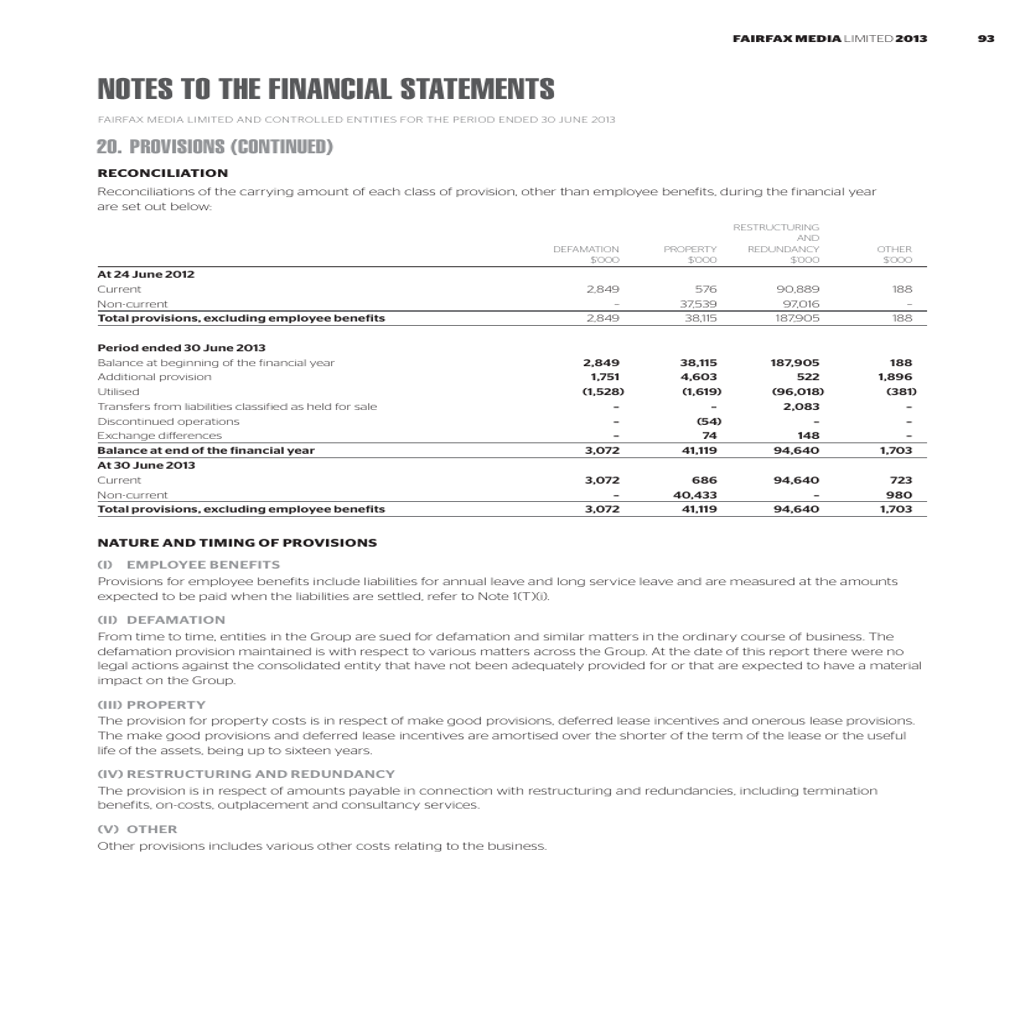 FAIRFAX MEDIA LIMITED 2013 93
NOTES TO THE FINANCIAL STATEMENTS
FAIRFAX MEDIA LIMITED AND CONTROLLED ENTITIES FOR THE PERIOD ENDED 30 JUNE 2013
20. PROVISIONS (CONTINUED)
RECONCILIATION
Reconciliations of the carrying amount of each class of provision, other than employee benefits, during the financial year
are set out below:
RESTRUCTURING
AND
DEFAMATION PROPERTY REDUNDANCY OTHER
$'000 $'000 $'000 $'000
At 24 June 2012
Current 2,849 576 90,889 188
Non-current – 37,539 97,016 –
Total provisions, excluding employee benefits 2,849 38,115 187,905 188
Period ended 30 June 2013
Balance at beginning of the financial year 2,849 38,115 187,905 188
Additional provision 1,751 4,603 522 1,896
Utilised (1,528) (1,619) (96,018) (381)
Transfers from liabilities classified as held for sale – – 2,083 –
Discontinued operations – (54) – –
Exchange differences – 74 148 –
Balance at end of the financial year 3,072 41,119 94,640 1,703
At 30 June 2013
Current 3,072 686 94,640 723
Non-current – 40,433 – 980
Total provisions, excluding employee benefits 3,072 41,119 94,640 1,703
NATURE AND TIMING OF PROVISIONS
(I) EMPLOYEE BENEFITS
Provisions for employee benefits include liabilities for annual leave and long service leave and are measured at the amounts
expected to be paid when the liabilities are settled, refer to Note 1(T)(i).
(II) DEFAMATION
From time to time, entities in the Group are sued for defamation and similar matters in the ordinary course of business. The
defamation provision maintained is with respect to various matters across the Group. At the date of this report there were no
legal actions against the consolidated entity that have not been adequately provided for or that are expected to have a material
impact on the Group.
(III) PROPERTY
The provision for property costs is in respect of make good provisions, deferred lease incentives and onerous lease provisions.
The make good provisions and deferred lease incentives are amortised over the shorter of the term of the lease or the useful
life of the assets, being up to sixteen years.
(IV) RESTRUCTURING AND REDUNDANCY
The provision is in respect of amounts payable in connection with restructuring and redundancies, including termination
benefits, on-costs, outplacement and consultancy services.
(V) OTHER
Other provisions includes various other costs relating to the business.